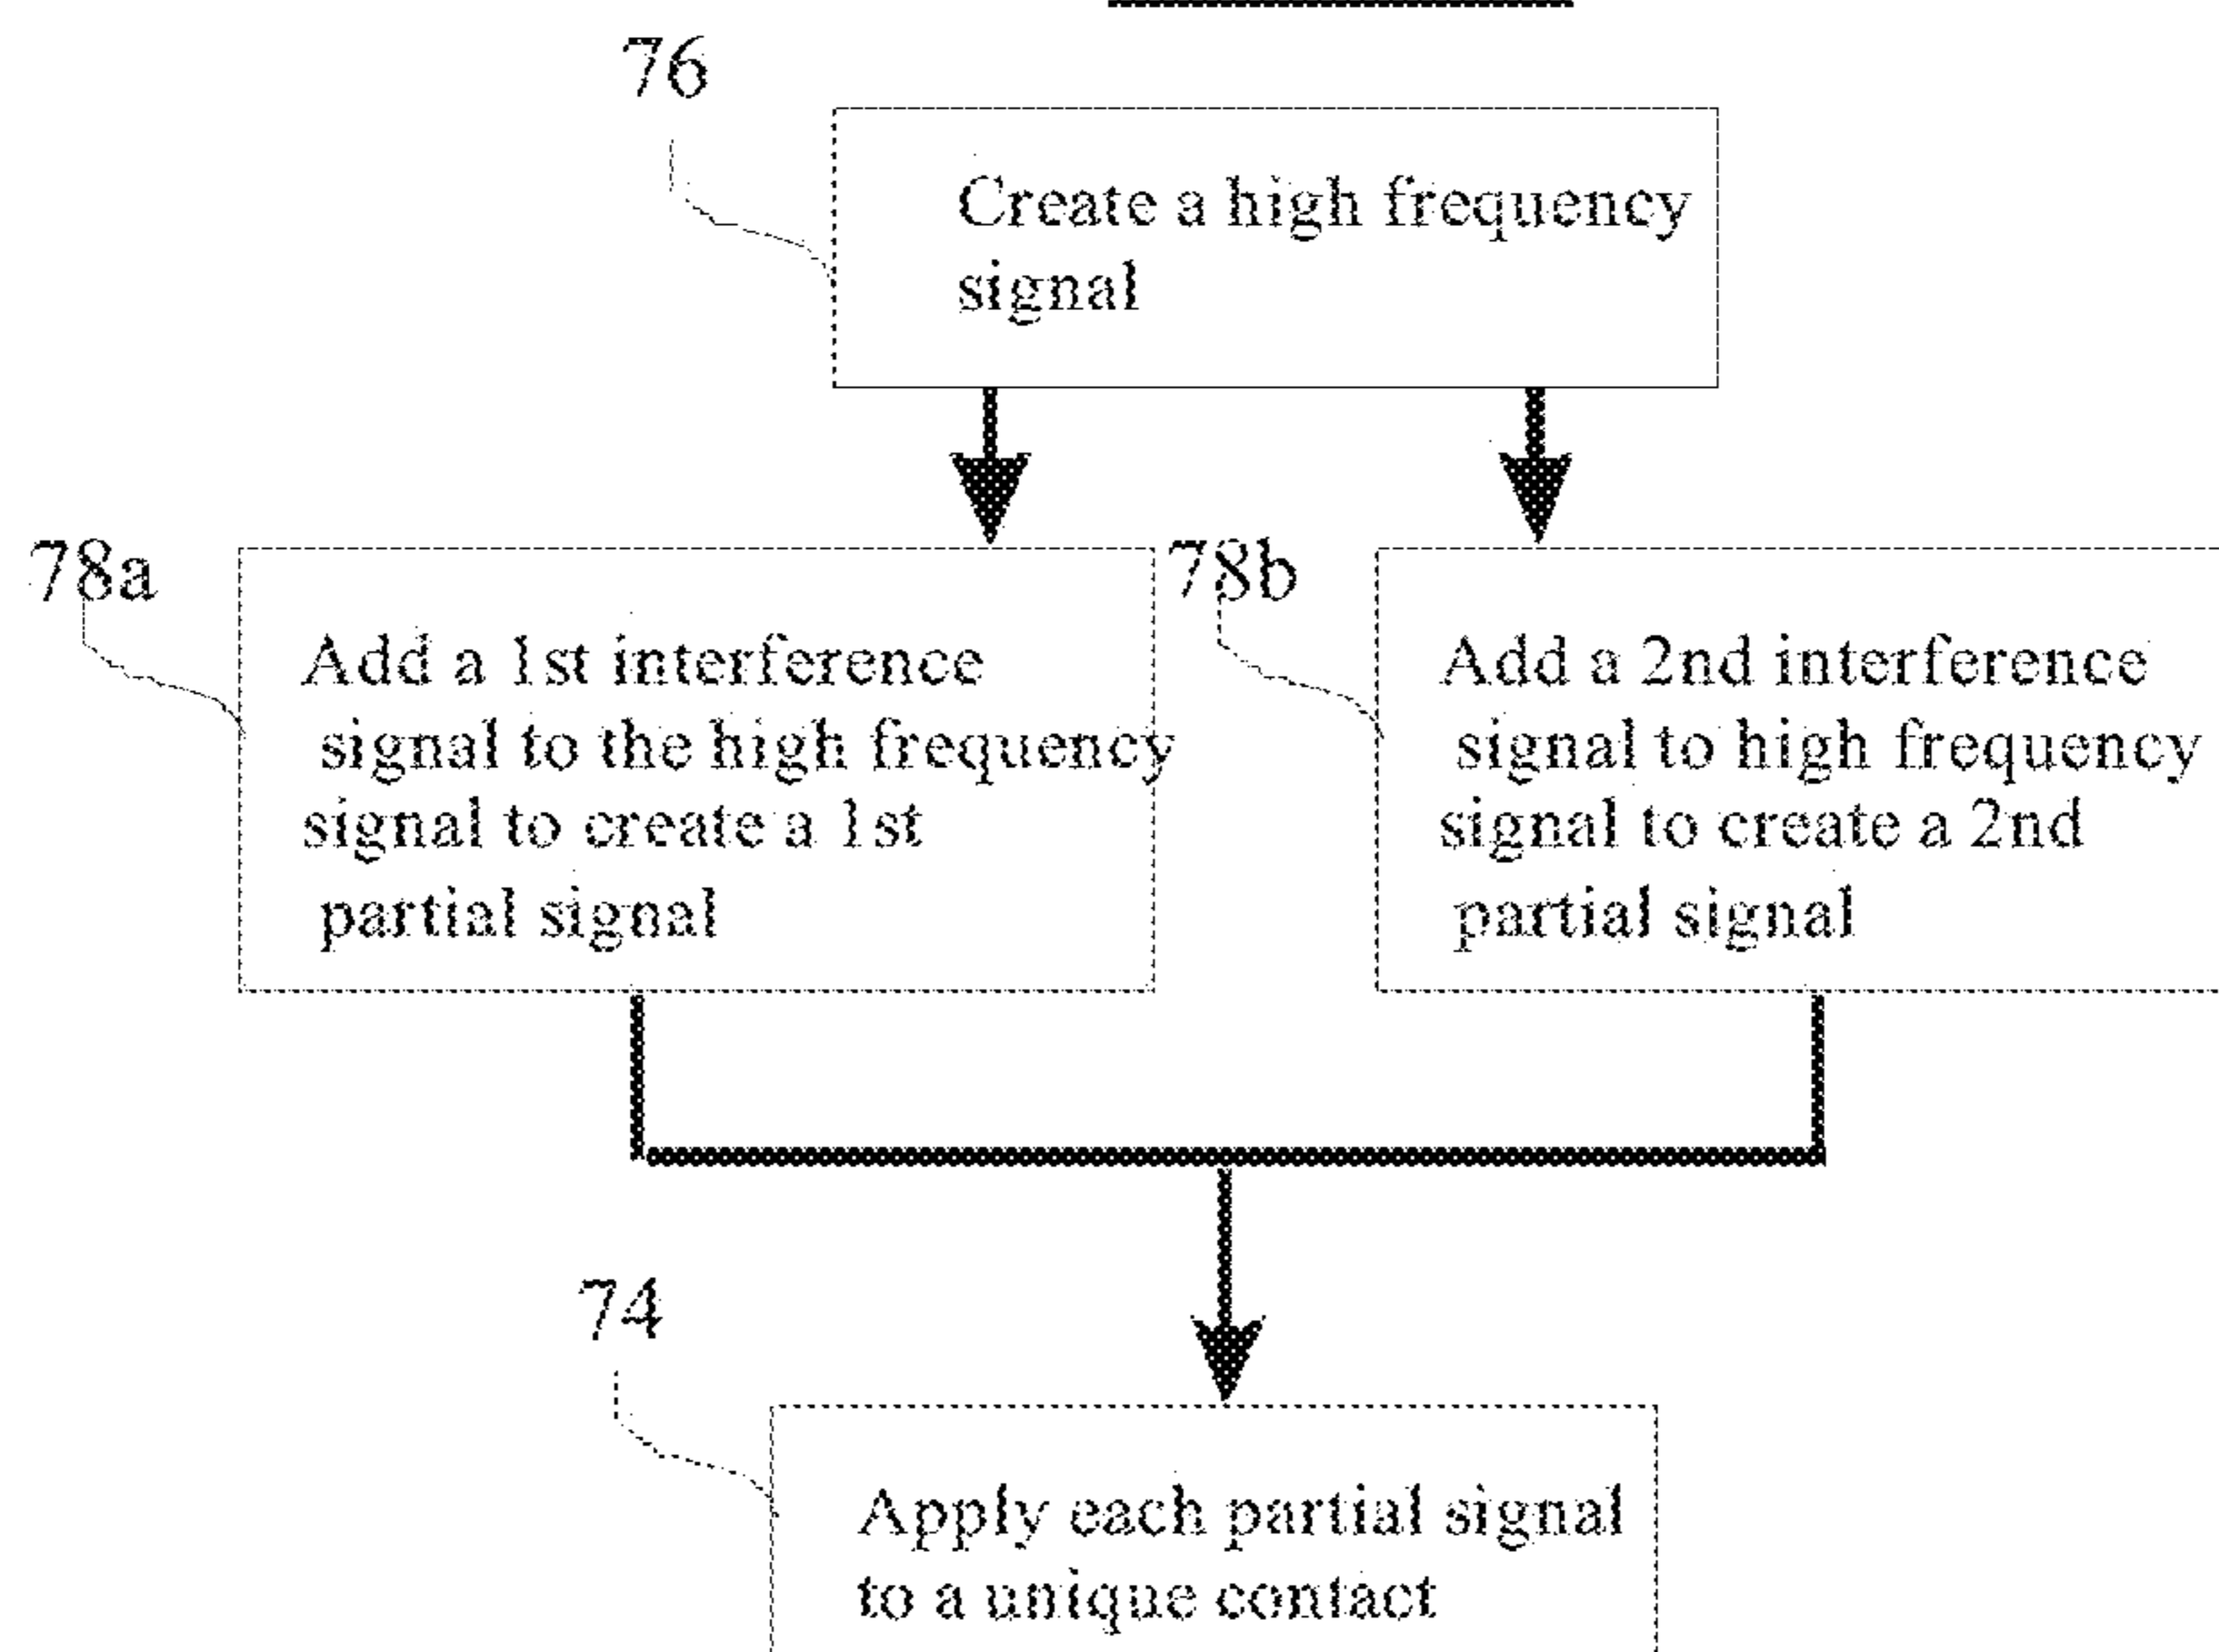 76
Create a high frequency
signal
78a
Add a 1st interference
signal to the high frequency
signal to create a 1st
partial signal
78b
Add a 2nd interference
signal to high frequency
signal to create a 2nd
partial signal
74
Apply each partial signal
to a unique contact